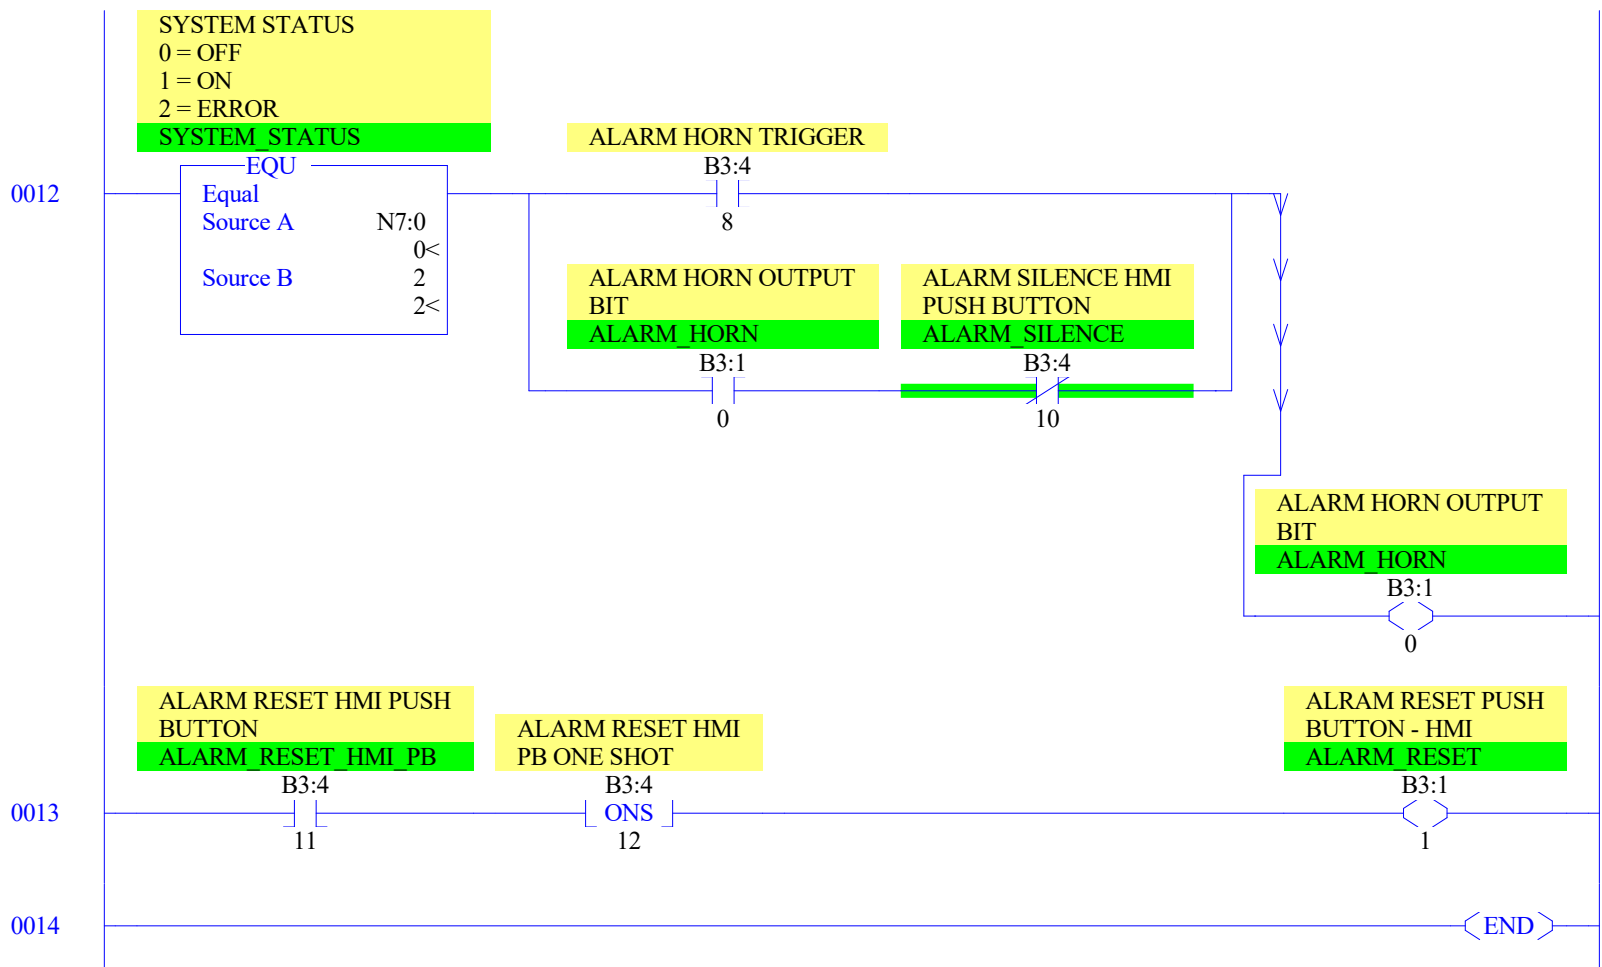 SYSTEM STATUS
0 = OFF
1 = ON
2 = ERROR
SYSTEM_STATUS
EQU
Equal
Source A N7:0
0<
Source B 2
2<
0012
ALARM HORN TRIGGER
B3:4
8
ALARM HORN OUTPUT
BIT
ALARM_HORN
B3:1
0
ALARM SILENCE HMI
PUSH BUTTON
ALARM_SILENCE
B3:4
10
ALARM HORN OUTPUT
BIT
ALARM_HORN
B3:1
0
0013
ALARM RESET HMI PUSH
BUTTON
ALARM_RESET_HMI_PB
B3:4
11
ALARM RESET HMI
PB ONE SHOT
B3:4
ONS
12
ALRAM RESET PUSH
BUTTON - HMI
ALARM_RESET
B3:1
1
0014
END